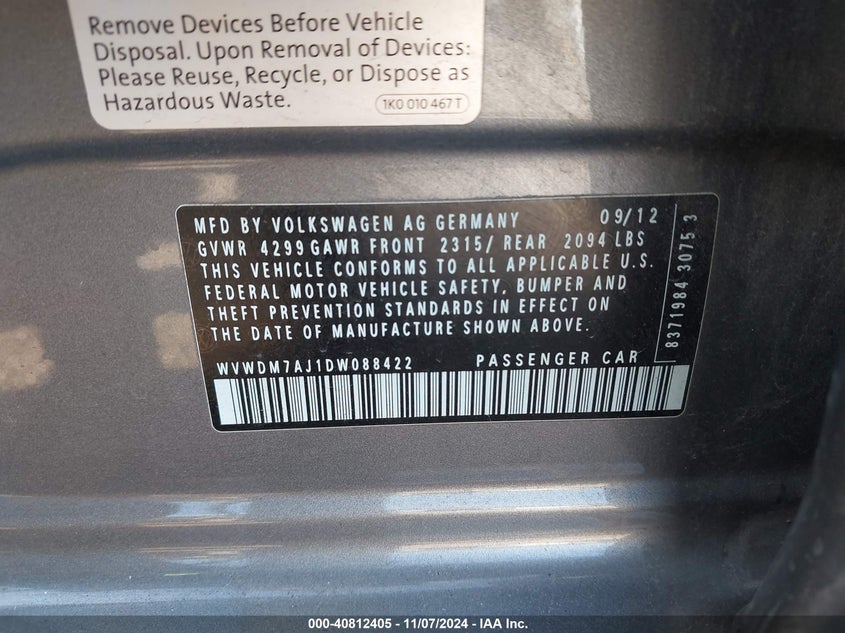 Remove Devices Before Vehicle
Disposal. Upon Removal of Devices:
Please Reuse, Recycle, or Dispose as
Hazardous Waste.
1K0 010 467 T
MFD BY VOLKSWAGEN AG GERMANY 09/12
GVWR 4299 GAWR FRONT 2315/ REAR 2094 LBS
THIS VEHICLE CONFORMS TO ALL APPLICABLE U.S.
FEDERAL MOTOR VEHICLE SAFETY, BUMPER AND
THEFT PREVENTION STANDARDS IN EFFECT ON
THE DATE OF MANUFACTURE SHOWN ABOVE.
WVWDM7AJ1DW088422 PASSENGER CAR
8371984 3075 3
000-40812405 — 11/07/2024 — IAA Inc.